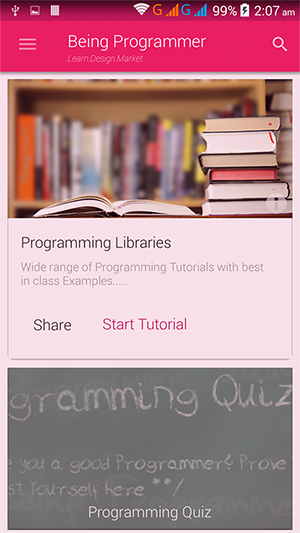 G G 99% 2:07 am
Being Programmer
Learn.Design.Market
Programming Libraries
Wide range of Programming Tutorials with best
in class Examples.....
Share Start Tutorial
gramming Quiz
you a good Programmer? Prove
st Yourself here **/
Programming Quiz